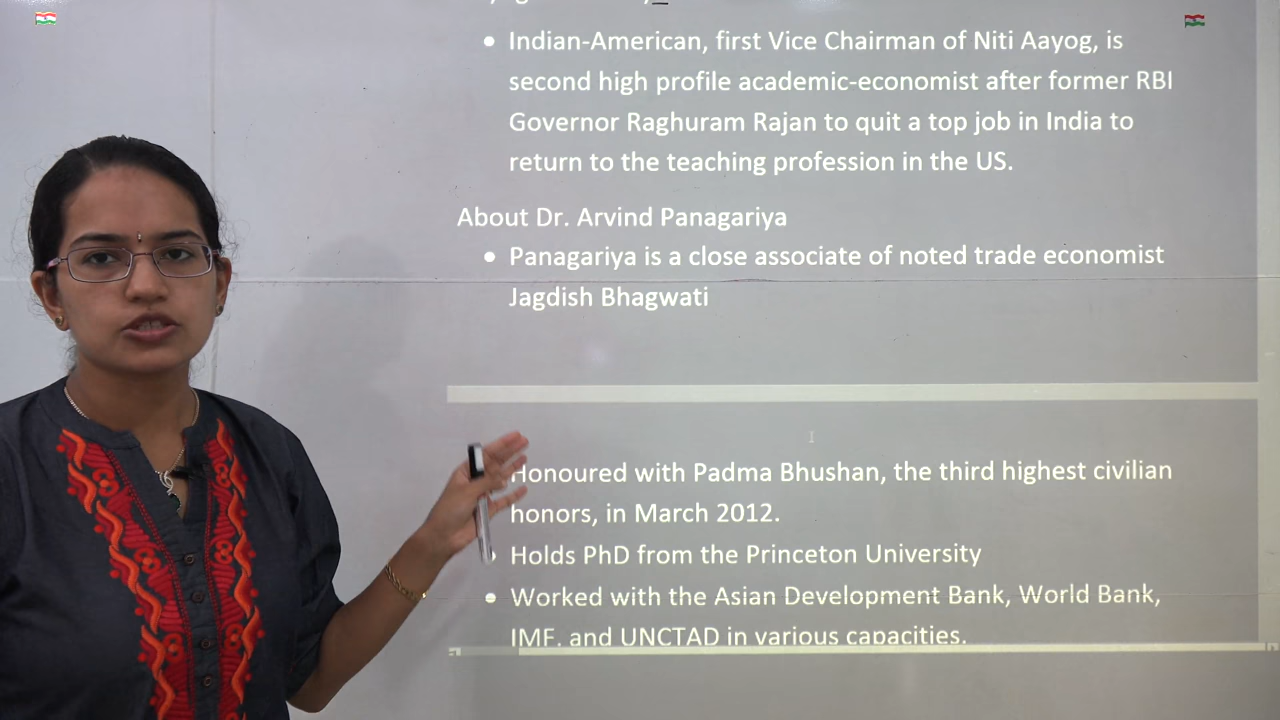 Indian-American, first Vice Chairman of Niti Aayog, is
second high profile academic-economist after former RBI
Governor Raghuram Rajan to quit a top job in India to
return to the teaching profession in the US.
About Dr. Arvind Panagariya
Panagariya is a close associate of noted trade economist
Jagdish Bhagwati
Honoured with Padma Bhushan, the third highest civilian
honors, in March 2012.
Holds PhD from the Princeton University
Worked with the Asian Development Bank, World Bank,
IMF, and UNCTAD in various capacities.